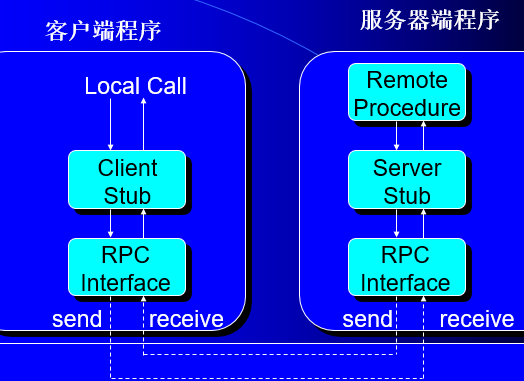 客户端程序
服务器端程序
Local Call
Client
Stub
RPC
Interface
send
receive
Remote
Procedure
Server
Stub
RPC
Interface
send
receive